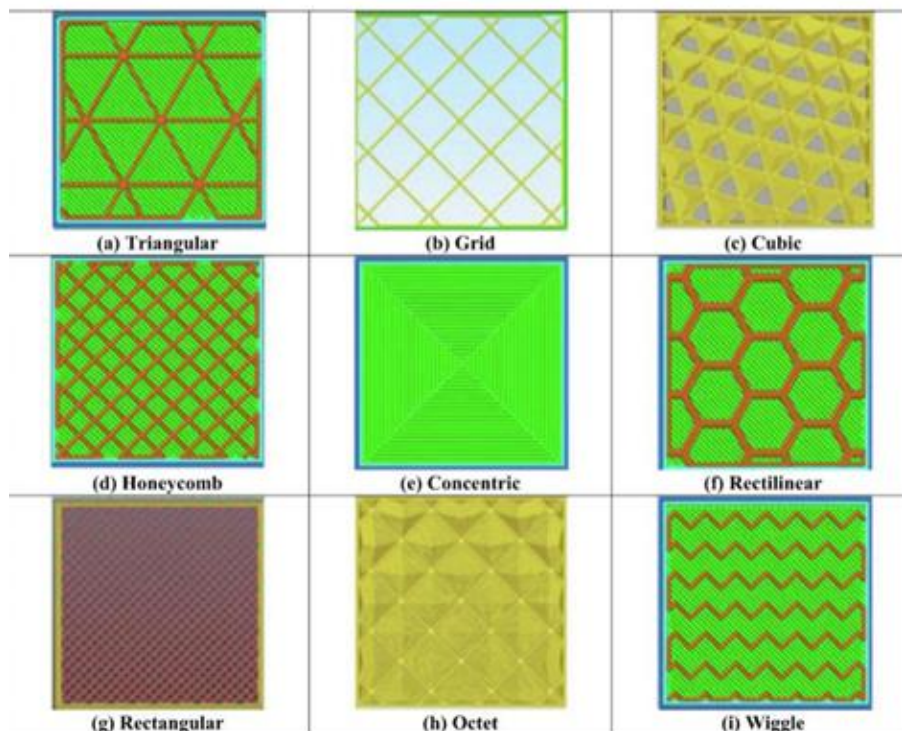 (a) Triangular
(b) Grid
(c) Cubic
(d) Honeycomb
(e) Concentric
(f) Rectilinear
(g) Rectangular
(h) Octet
(i) Wiggle